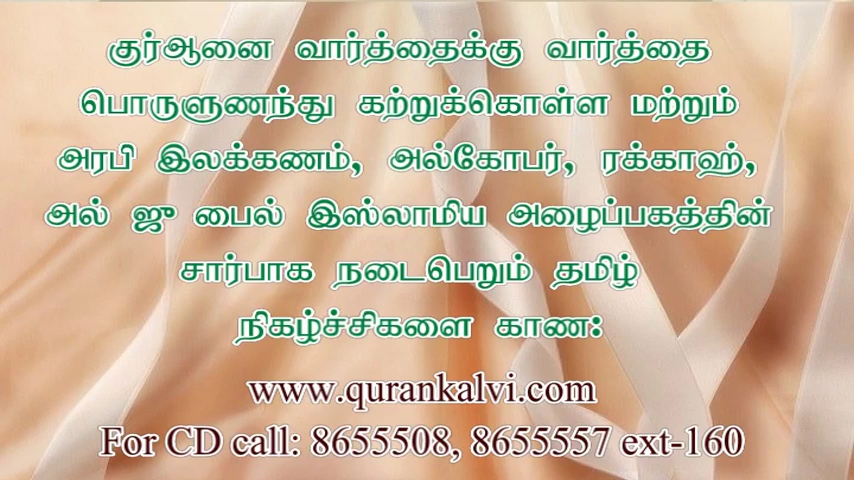 குர்ஆனை வார்த்தைக்கு வார்த்தை
பொருளுணந்து கற்றுக்கொள்ள மற்றும்
அரபி இலக்கணம், அல்கோபர், ரக்காஹ்,
அல் ஜு பைல் இஸ்லாமிய அழைப்பகத்தின்
சார்பாக நடைபெறும் தமிழ்
நிகழ்ச்சிகளை காண:
www.qurankalvi.com
For CD call: 8655508, 8655557 ext-160